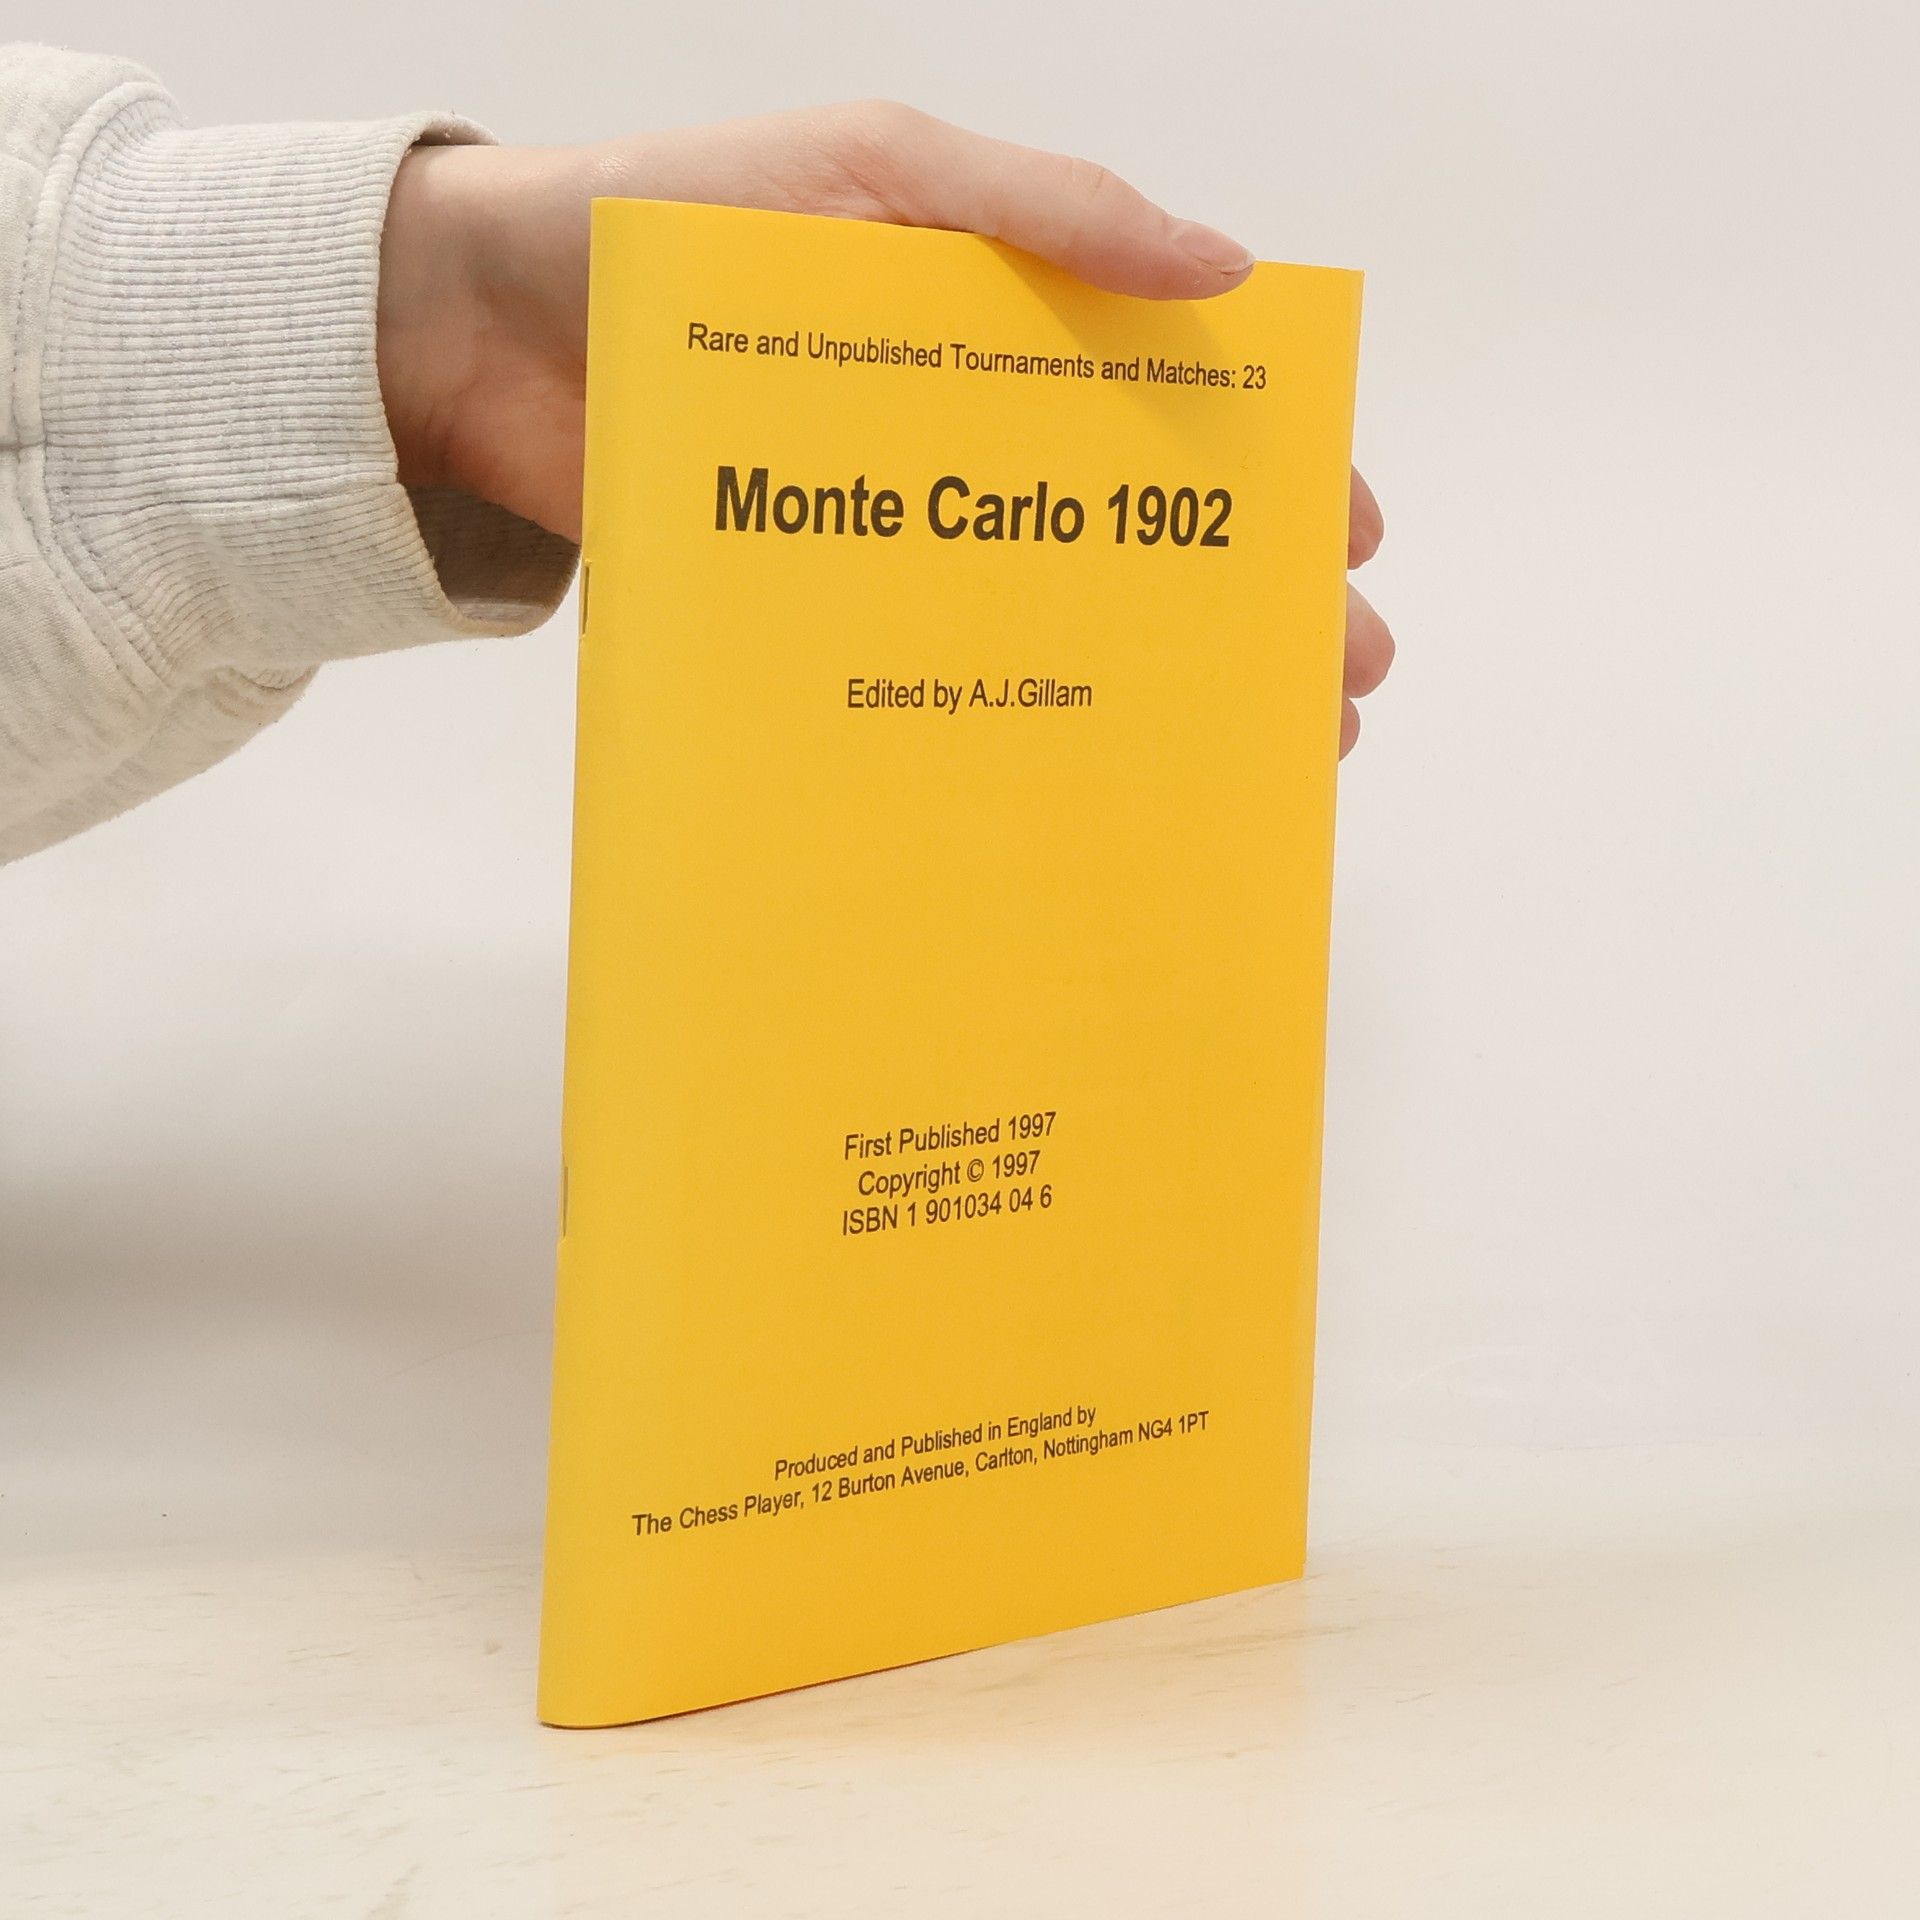 Rare and Unpublished Tournaments and Matches: 23
Monte Carlo 1902
Edited by A.J.Gillam
First Published 1997
Copyright © 1997
ISBN 1 901034 04 6
Produced and Published in England by
The Chess Player, 12 Burton Avenue, Carlton, Nottingham NG4 1PT